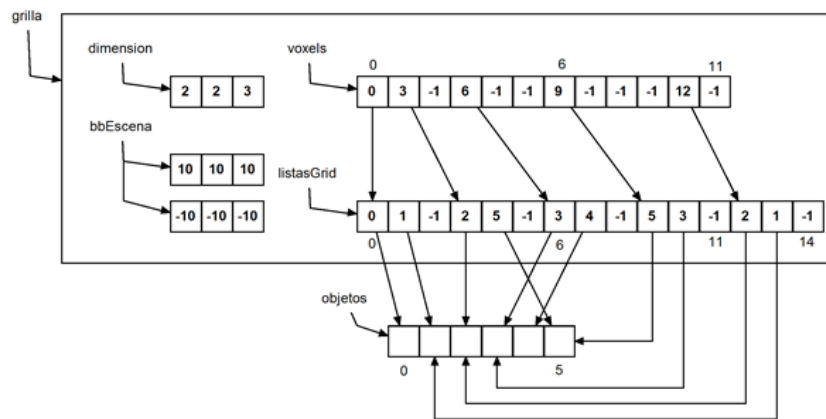 grilla
dimension
voxels
0 6 11
2 2 3
0 3 -1 6 -1 -1 9 -1 -1 -1 12 -1
bbEscena
10 10 10
listasGrid
-10 -10 -10
0 1 -1 2 5 -1 3 4 -1 5 3 -1 2 1 -1
0 6 11 14
objetos
0 5